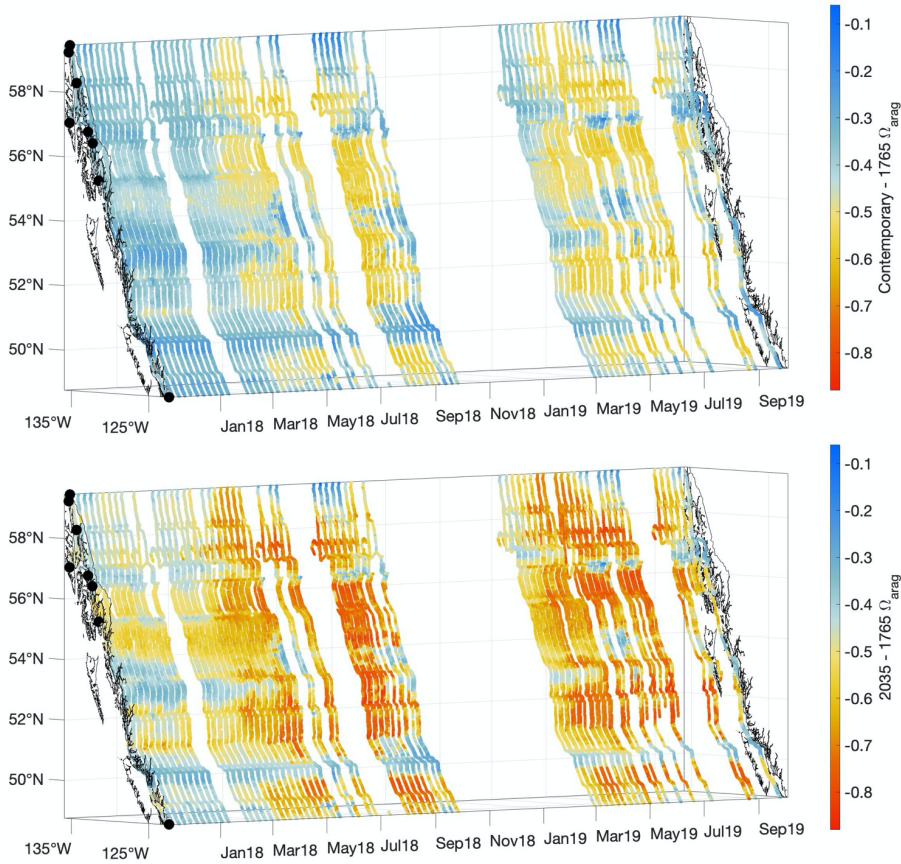 58°N
56°N
54°N
52°N
50°N
135°W
125°W
Jan18 Mar18 May18 Jul18 Sep18 Nov18 Jan19 Mar19 May19 Jul19 Sep19
-0.1
-0.2
-0.3
-0.4
-0.5
-0.6
-0.7
-0.8
Contemporary - 1765 Ωarag
58°N
56°N
54°N
52°N
50°N
135°W
125°W
Jan18 Mar18 May18 Jul18 Sep18 Nov18 Jan19 Mar19 May19 Jul19 Sep19
-0.1
-0.2
-0.3
-0.4
-0.5
-0.6
-0.7
-0.8
2035 - 1765 Ωarag